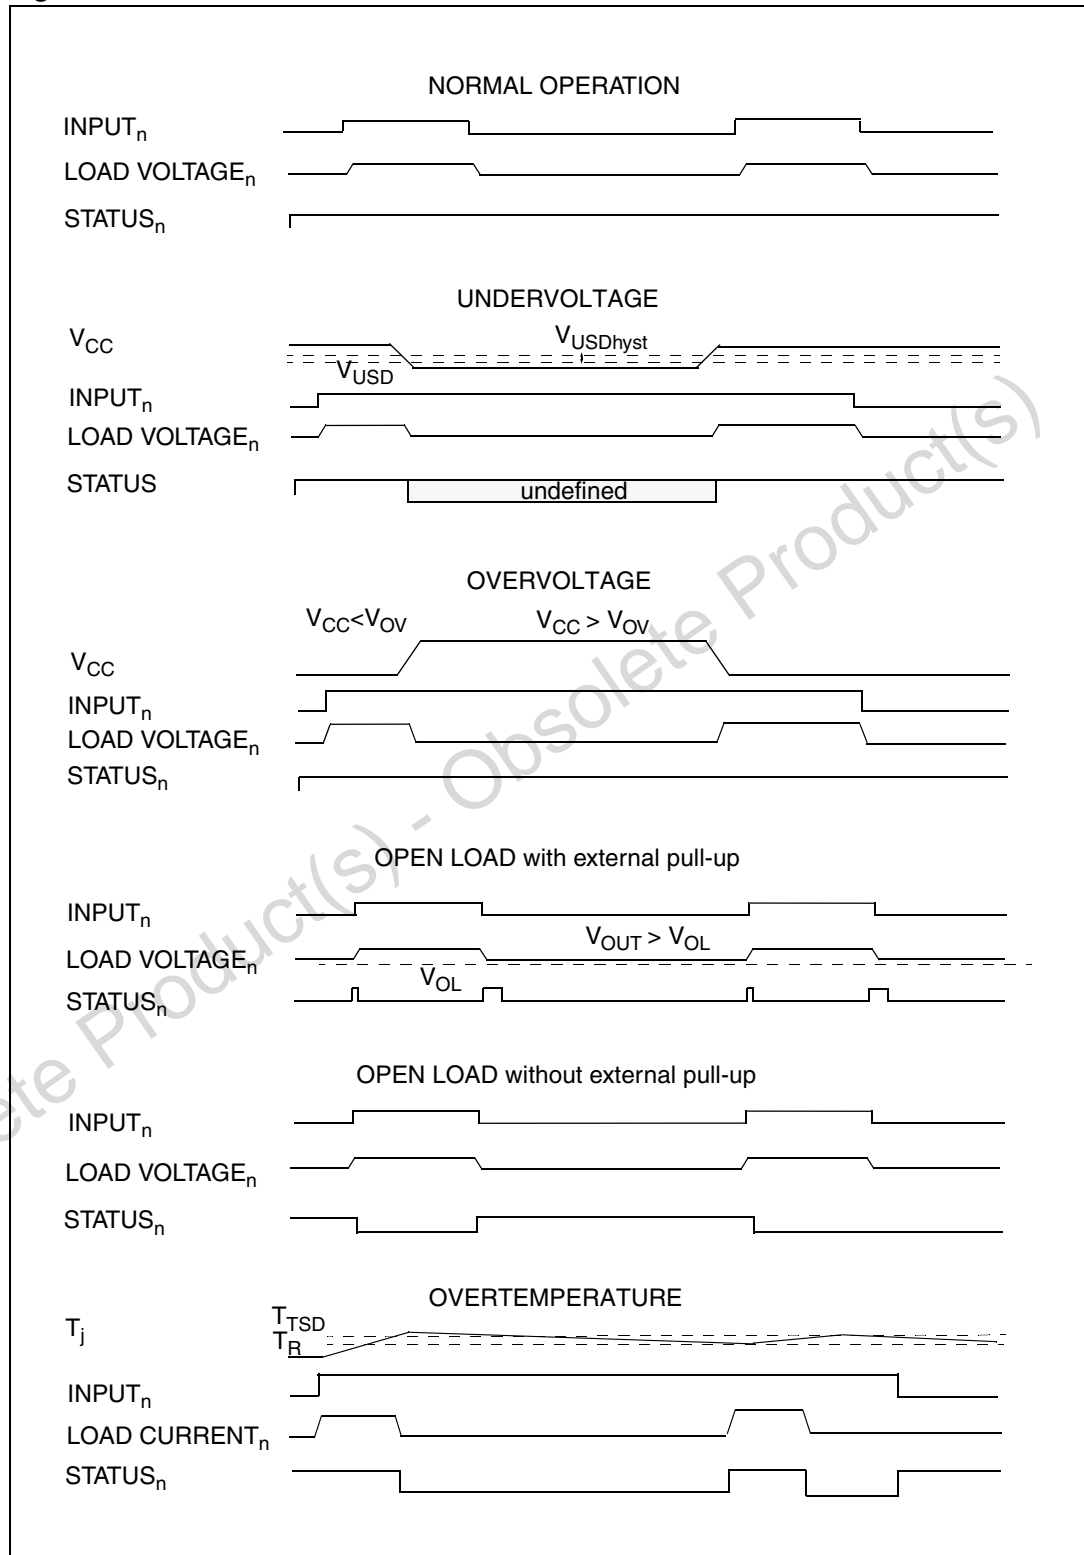 NORMAL OPERATION
INPUTn
LOAD VOLTAGEn
STATUSn
UNDERVOLTAGE
VCC
VUSDhyst
VUSD
INPUTn
LOAD VOLTAGEn
STATUS
undefined
OVERVOLTAGE
VCC<VOV
VCC > VOV
VCC
INPUTn
LOAD VOLTAGEn
STATUSn
OPEN LOAD with external pull-up
INPUTn
VOUT > VOL
LOAD VOLTAGEn
VOL
STATUSn
OPEN LOAD without external pull-up
INPUTn
LOAD VOLTAGEn
STATUSn
OVERTEMPERATURE
Tj
TTSD
TR
INPUTn
LOAD CURRENTn
STATUSn
ete Product(s) - Obsolete Product(s)